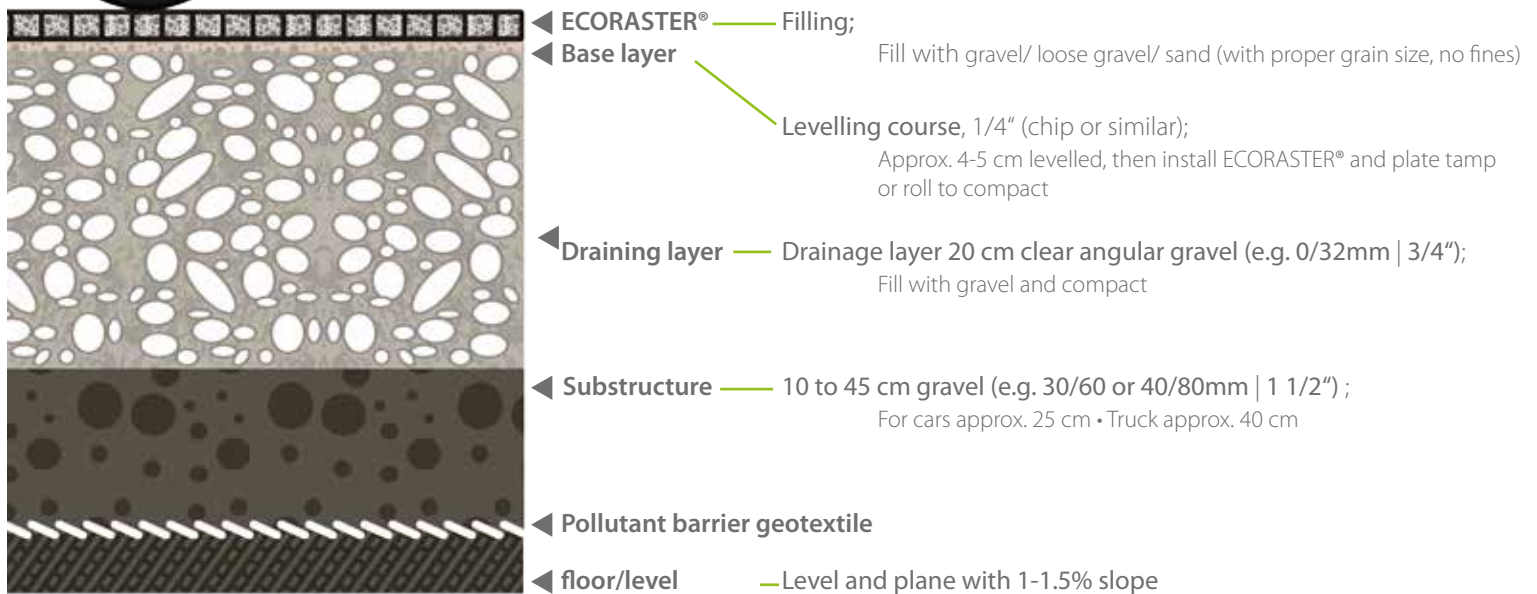 ECORASTER® Filling;
Fill with gravel/ loose gravel/ sand (with proper grain size, no fines)
Base layer
Levelling course, 1/4“ (chip or similar);
Approx. 4-5 cm levelled, then install ECORASTER® and plate tamp
or roll to compact
Draining layer Drainage layer 20 cm clear angular gravel (e.g. 0/32mm | 3/4“);
Fill with gravel and compact
Substructure 10 to 45 cm gravel (e.g. 30/60 or 40/80mm | 1 1/2“) ;
For cars approx. 25 cm • Truck approx. 40 cm
Pollutant barrier geotextile
floor/level Level and plane with 1-1.5% slope